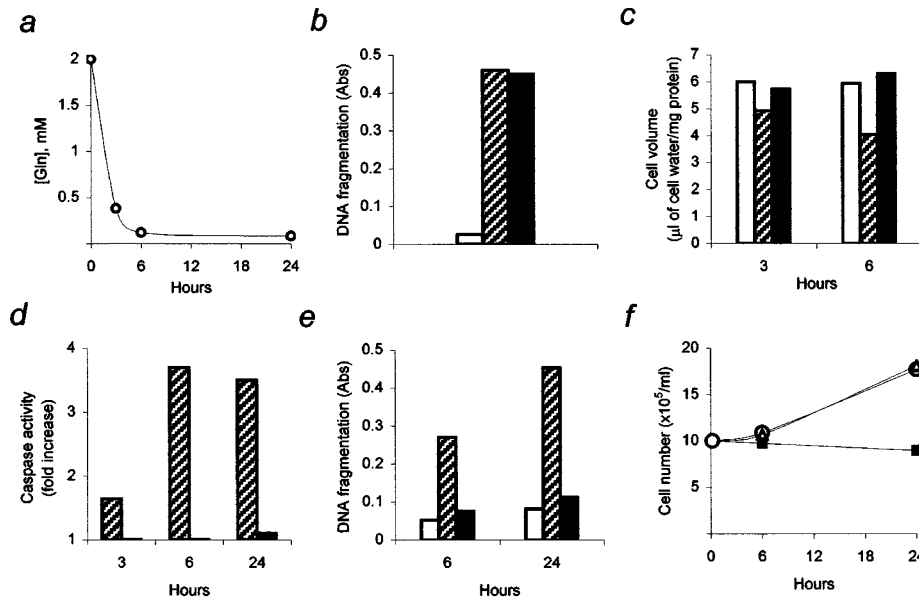 a
2
1.5
1
0.5
[Gln], mM
0 6 12 18 24
Hours
b
0.5
0.4
0.3
0.2
0.1
0
DNA fragmentation (Abs)
c
7
6
5
4
3
2
1
0
Cell volume
(µl of cell water/mg protein)
3 6
Hours
d
4
3
2
1
Caspase activity
(fold increase)
3 6 24
Hours
e
0.5
0.4
0.3
0.2
0.1
0
DNA fragmentation (Abs)
6 24
Hours
f
20
15
10
5
Cell number (x10⁵/ml)
0 6 12 18 24
Hours